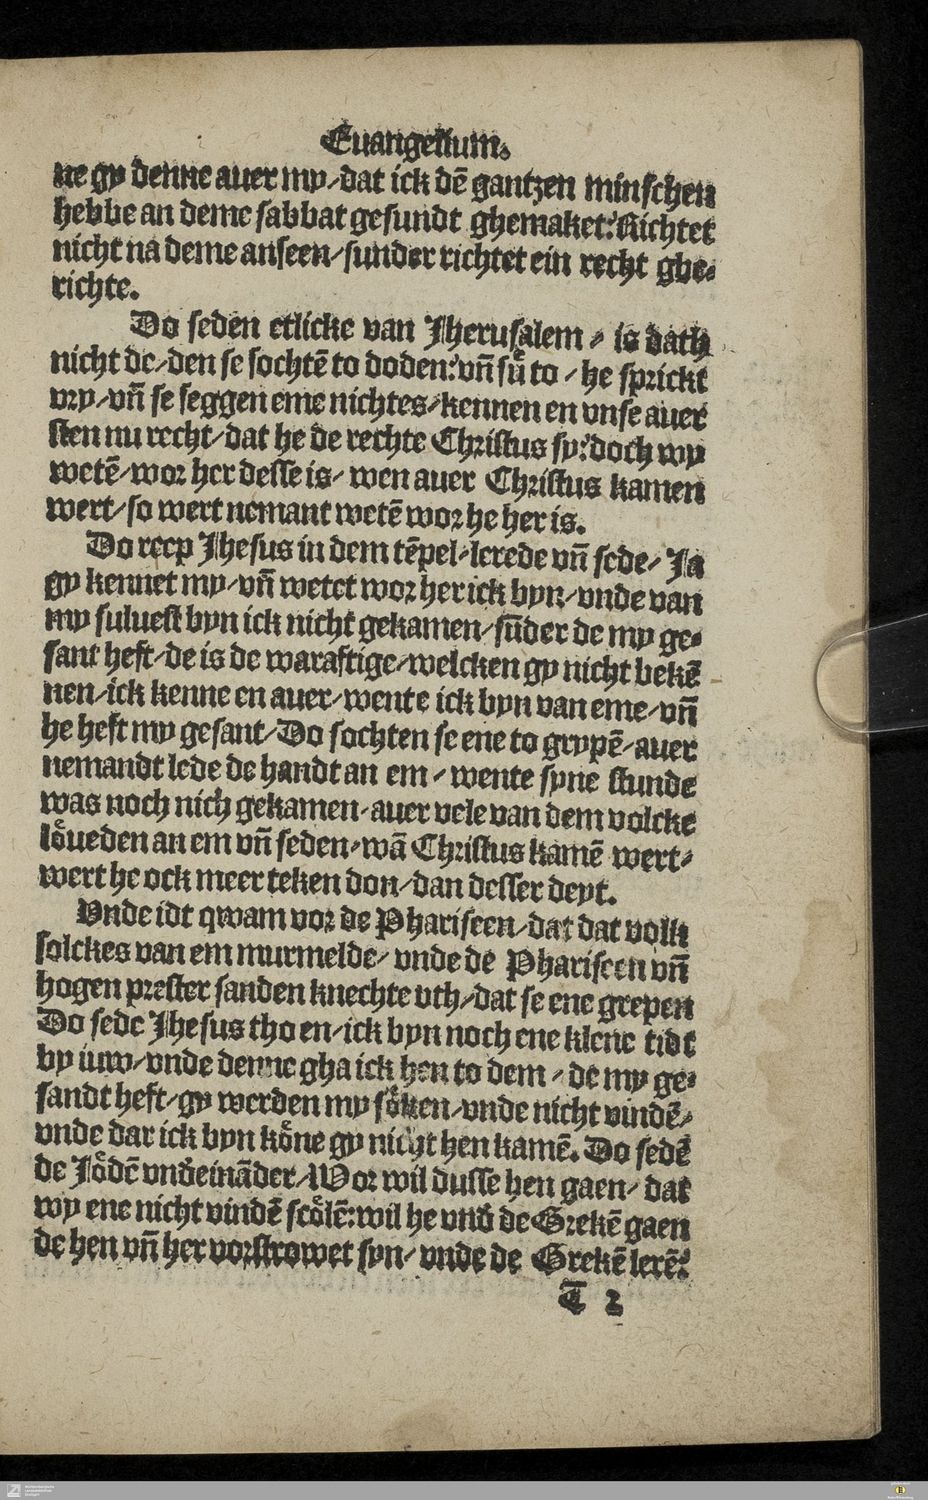 Euangelium.
ne gy denne auer my/dat ick dē gantzen minschen
hebbe an deme sabbat gesundt ghemaket? Richtet
nicht na deme anseen/sunder richtet ein recht ghe⸗
richte.
Do seden etlicke van Jherusalem/ is dath
nicht de/den se sochtē to doden? vñ sü to/he sprickt
vry/vñ se seggen eme nichtes/kennen en vnse auer
sten nu recht/dat he de rechte Christus sy? doch wy
wetē/wor her desse is/ wen auer Christus kamen
wert/so wert nemant wetē wor he her is.
Do reep Jhesus in dem tēpel/lerede vñ sede/Ja
gy kennet my/vñ wetet wor her ick byn/vnde van
my suluest byn ick nicht gekamen/sūder de my ge⸗
sant heft/de is de waraftige/welcken gy nicht bekē
nen/ick kenne en auer/wente ick byn van eme/vñ
he heft my gesant/Do sochten se ene to grypē/auer
nemandt lede de handt an em/ wente syne stunde
was noch nich gekamen/auer vele van dem volcke
loͤueden an em vñ seden/wā Christus kamē wert/
wert he ock meer teken don/dan desser deyt.
Vnde idt qwam vor de Phariseen/dat dat volk
solckes van em murmelde/ vnde de Phariseen vñ
hogen prester sanden knechte vth/dat se ene grepen
Do sede Jhesus tho en/ick byn noch ene klene tidt
by iuw/vnde denne gha ick hen to dem/ de my ge⸗
sandt heft/gy werden my soͤken/vnde nicht vindē/
vnde dar ick byn koͤne gy nicht hen kamē. Do sedē
de Joͤdē vnd̄eināder/Wor wil dusse hen gaen/ dat
wy ene nicht vindē scoͤlē: wil he vnd̄ de Grekē gaen
de hen vñ her vorstrowet syn/ vnde de Grekē lerē?
T 2